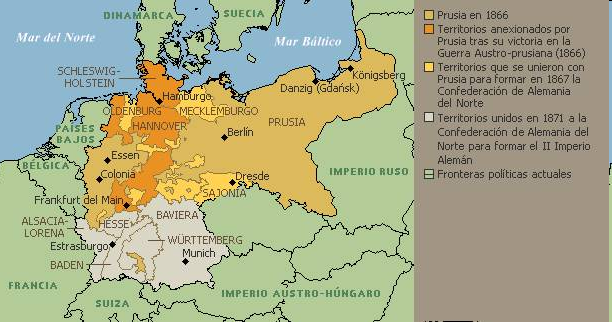 DINAMARCA
SUECIA
Mar del Norte
Mar Báltico
Königsberg
SCHLESWIG-
HOLSTEIN
Danzig (Gdańsk)
Hamburgo
OLDENBURG
MECKLEMBURGO
HANNOVER
PRUSIA
PAÍSES
BAJOS
Berlín
BÉLGICA
Essen
Colonia
Dresde
IMPERIO RUSO
SAJONIA
Frankfurt del Main
ALSACIA-
LORENA
HESSE
BAVIERA
Estrasburgo
WÜRTTEMBERG
BADEN
Munich
FRANCIA
SUIZA
IMPERIO AUSTRO-HÚNGARO
Prusia en 1866
Territorios anexionados por
Prusia tras su victoria en la
Guerra Austro-prusiana (1866)
Territorios que se unieron con
Prusia para formar en 1867 la
Confederación de Alemania
del Norte
Territorios unidos en 1871 a la
Confederación de Alemania del
Norte para formar el II Imperio
Alemán
Fronteras políticas actuales